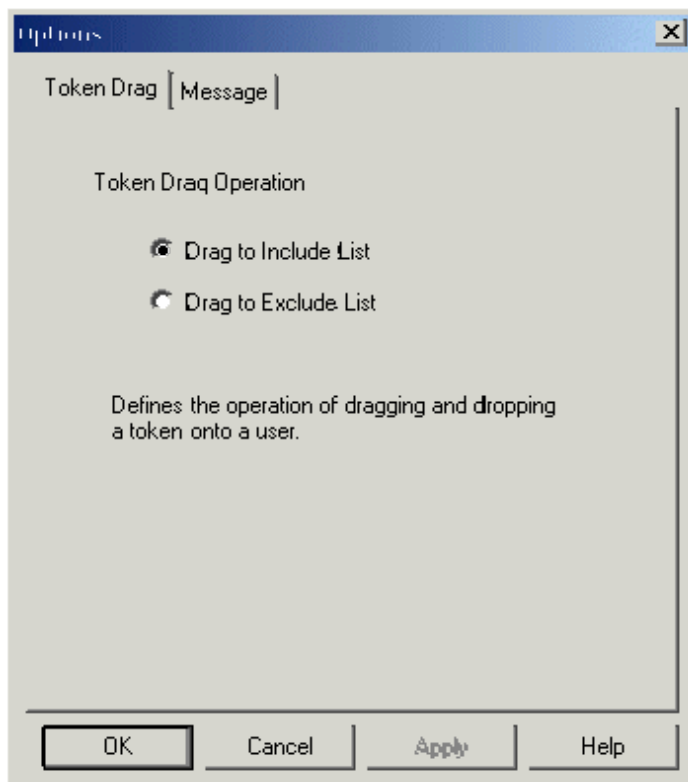 Options
Token Drag
Message
Token Drag Operation
Drag to Include List
Drag to Exclude List
Defines the operation of dragging and dropping
a token onto a user.
OK
Cancel
Apply
Help